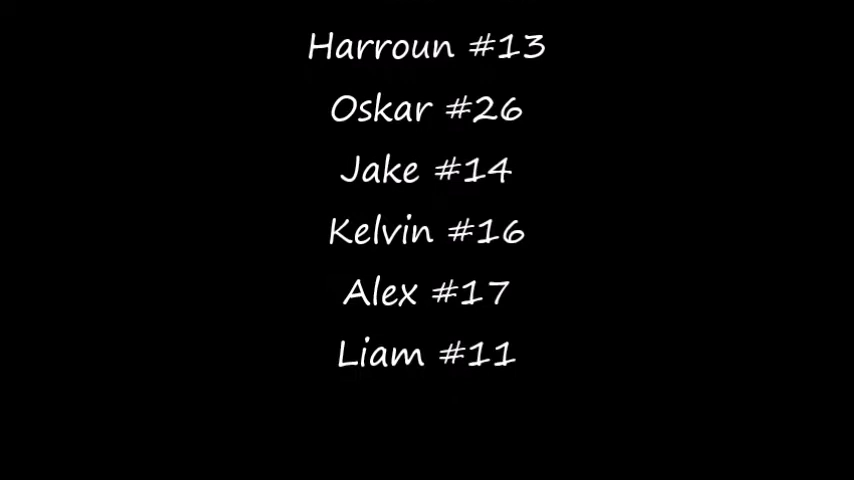 Harroun #13
Oskar #26
Jake #14
Kelvin #16
Alex #17
Liam #11